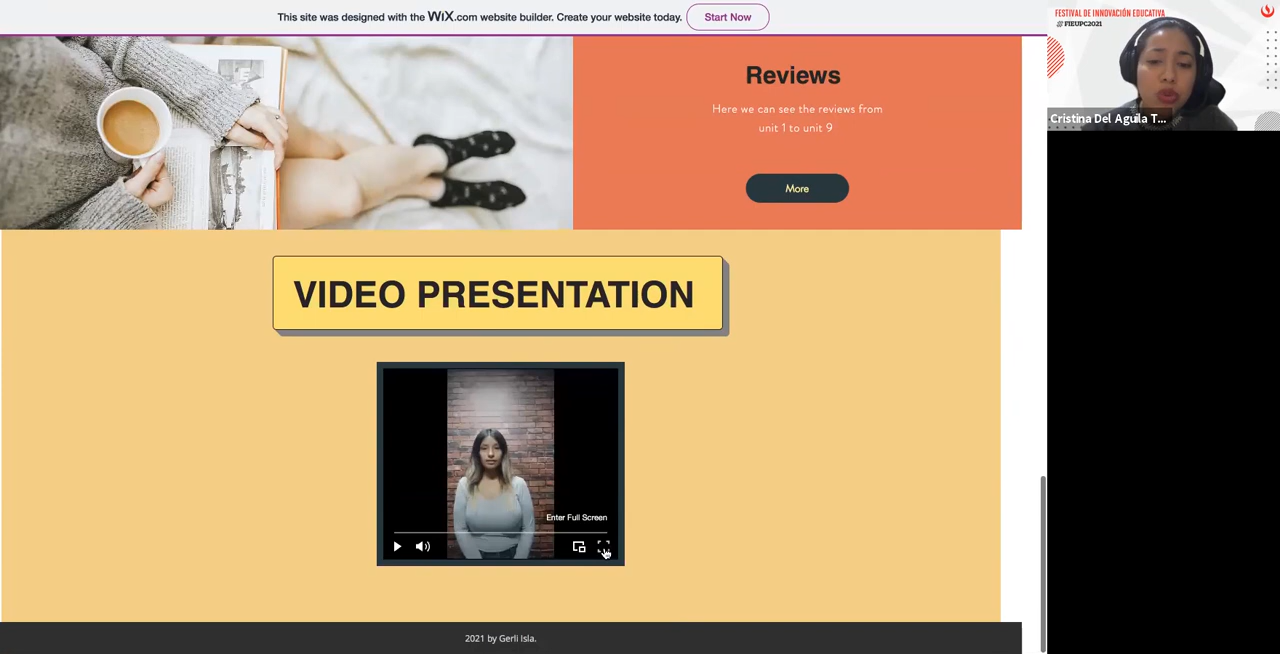 This site was designed with the WiX.com website builder. Create your website today.
Start Now
FESTIVAL DE INNOVACIÓN EDUCATIVA
#FIEUPC2021
Cristina Del Aguila T...
Reviews
Here we can see the reviews from
unit 1 to unit 9
More
VIDEO PRESENTATION
Enter Full Screen
2021 by Gerli Isla.